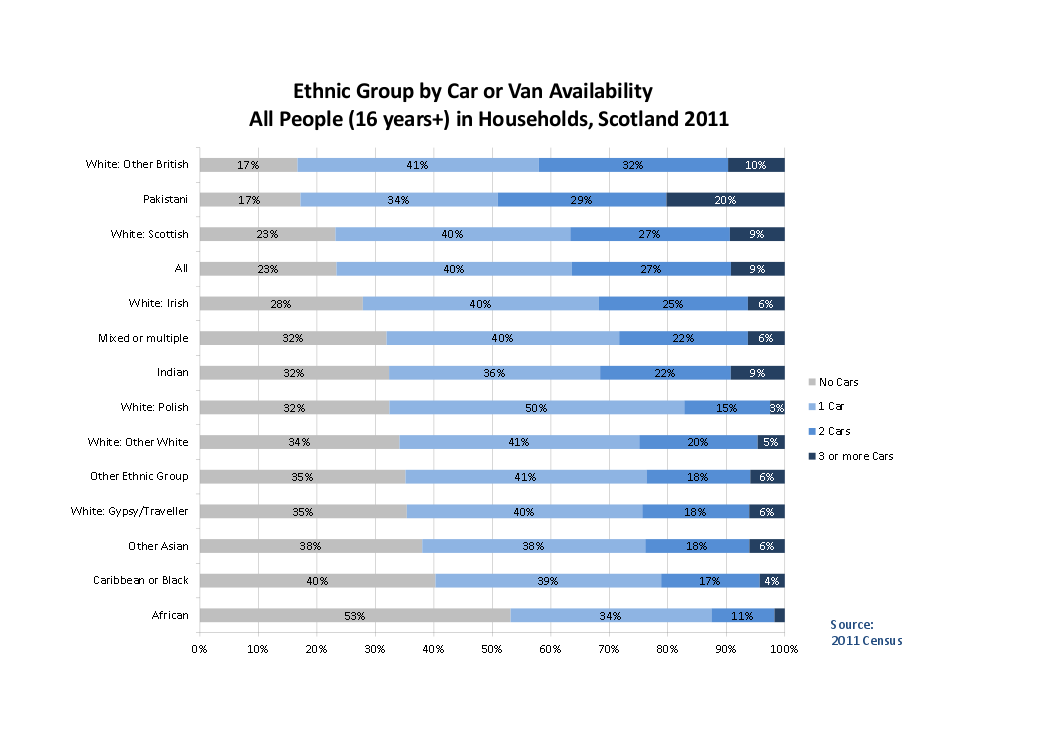 Ethnic Group by Car or Van Availability
All People (16 years+) in Households, Scotland 2011
White: Other British 17% 41% 32% 10%
Pakistani 17% 34% 29% 20%
White: Scottish 23% 40% 27% 9%
All 23% 40% 27% 9%
White: Irish 28% 40% 25% 6%
Mixed or multiple 32% 40% 22% 6%
Indian 32% 36% 22% 9%
White: Polish 32% 50% 15% 3%
White: Other White 34% 41% 20% 5%
Other Ethnic Group 35% 41% 18% 6%
White: Gypsy/Traveller 35% 40% 18% 6%
Other Asian 38% 38% 18% 6%
Caribbean or Black 40% 39% 17% 4%
African 53% 34% 11%
0% 10% 20% 30% 40% 50% 60% 70% 80% 90% 100%
No Cars
1 Car
2 Cars
3 or more Cars
Source:
2011 Census